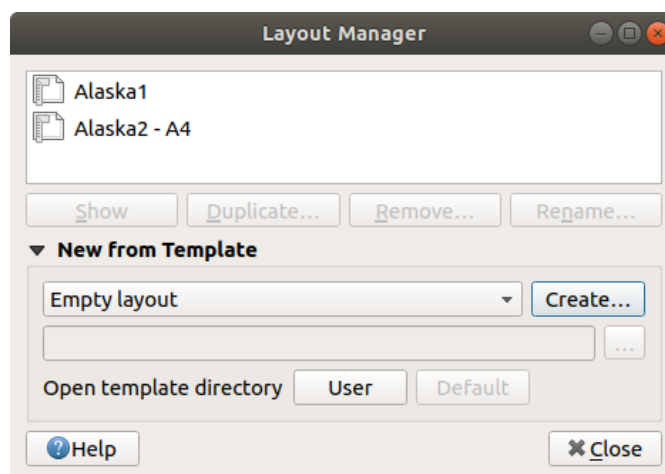 Layout Manager
Alaska1
Alaska2 - A4
Show Duplicate... Remove... Rename...
New from Template
Empty layout Create...
...
Open template directory User Default
Help Close